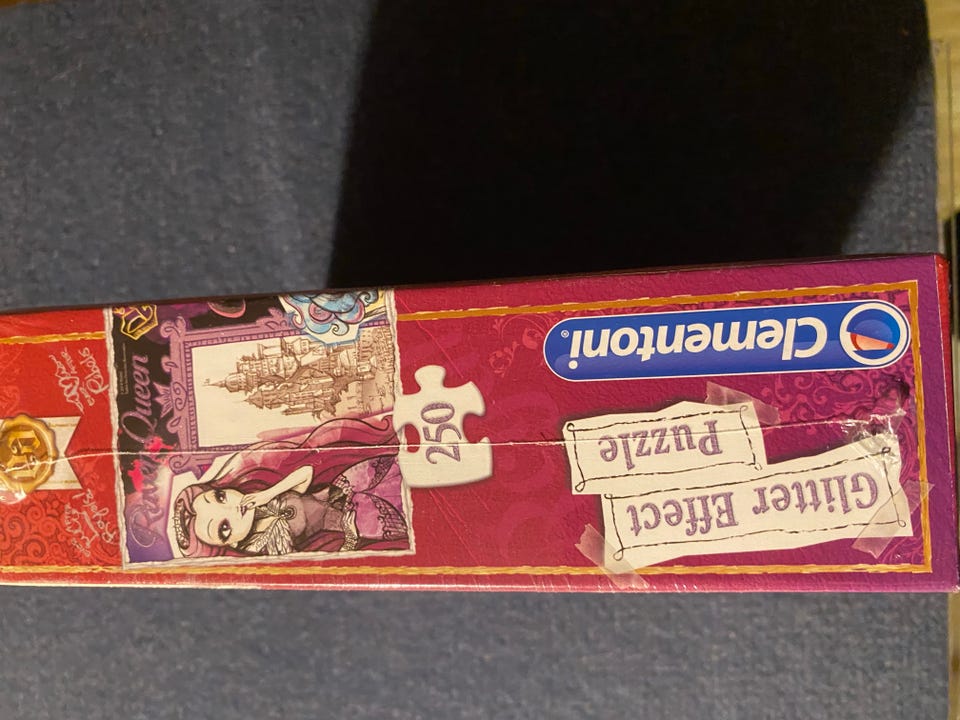 Clementoni®
Glitter Effect
Puzzle
250
Raven Queen